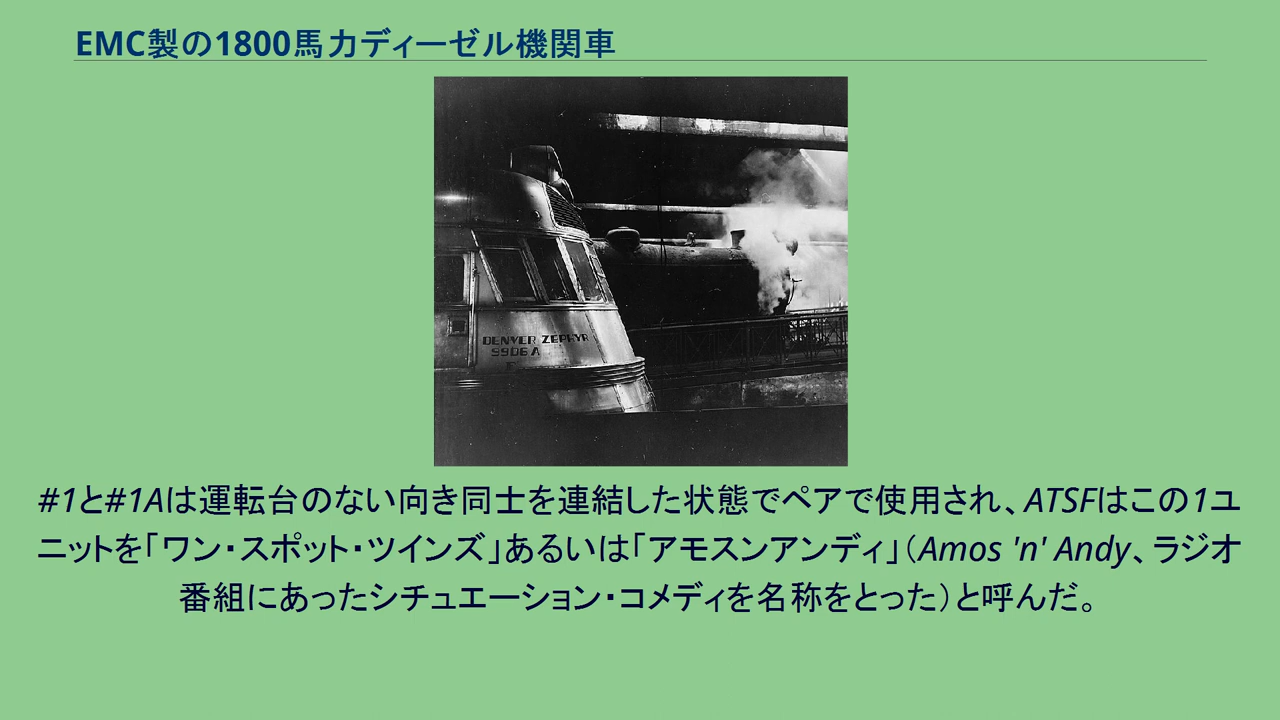 EMC製の1800馬力ディーゼル機関車
DENVER ZEPHYR
9906 A
#1と#1Aは運転台のない向き同士を連結した状態でペアで使用され、ATSFはこの1ユ
ニットを「ワン・スポット・ツインズ」あるいは「アモスンアンディ」（Amos 'n' Andy、ラジオ
番組にあったシチュエーション・コメディを名称をとった）と呼んだ。